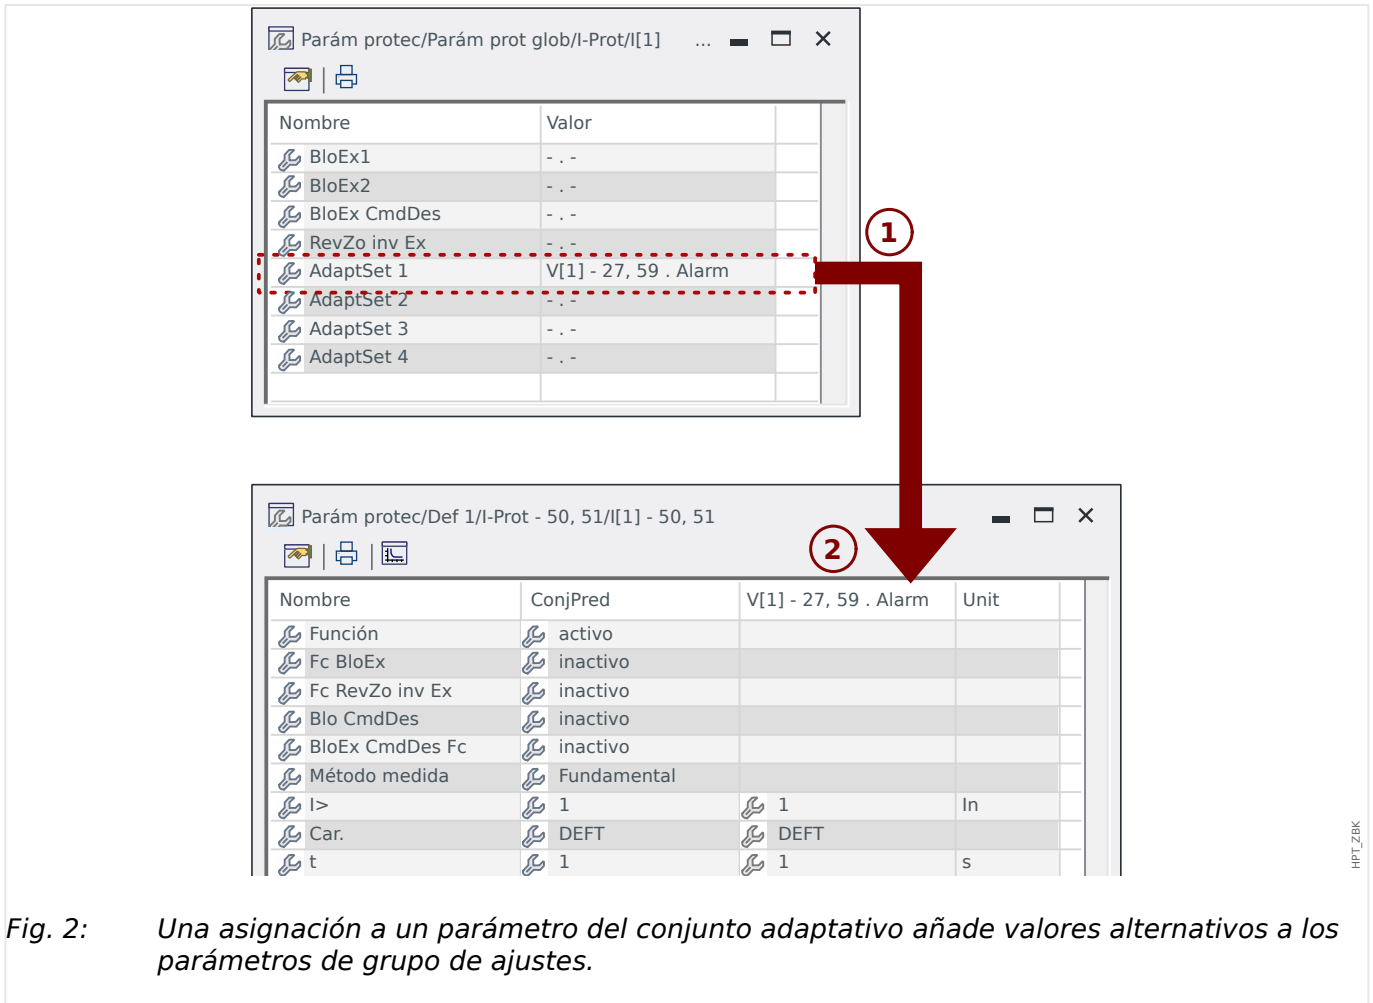 Parám protec/Parám prot glob/I-Prot/I[1] ...
Nombre Valor
BloEx1 - . -
BloEx2 - . -
BloEx CmdDes - . -
RevZo inv Ex - . -
AdaptSet 1 V[1] - 27, 59 . Alarm
AdaptSet 2 - . -
AdaptSet 3 - . -
AdaptSet 4 - . -
1
Parám protec/Def 1/I-Prot - 50, 51/I[1] - 50, 51
2
Nombre ConjPred V[1] - 27, 59 . Alarm Unit
Función activo
Fc BloEx inactivo
Fc RevZo inv Ex inactivo
Blo CmdDes inactivo
BloEx CmdDes Fc inactivo
Método medida Fundamental
I> 1 1 In
Car. DEFT DEFT
t 1 1 s
HPT_ZBK
Fig. 2: Una asignación a un parámetro del conjunto adaptativo añade valores alternativos a los
parámetros de grupo de ajustes.